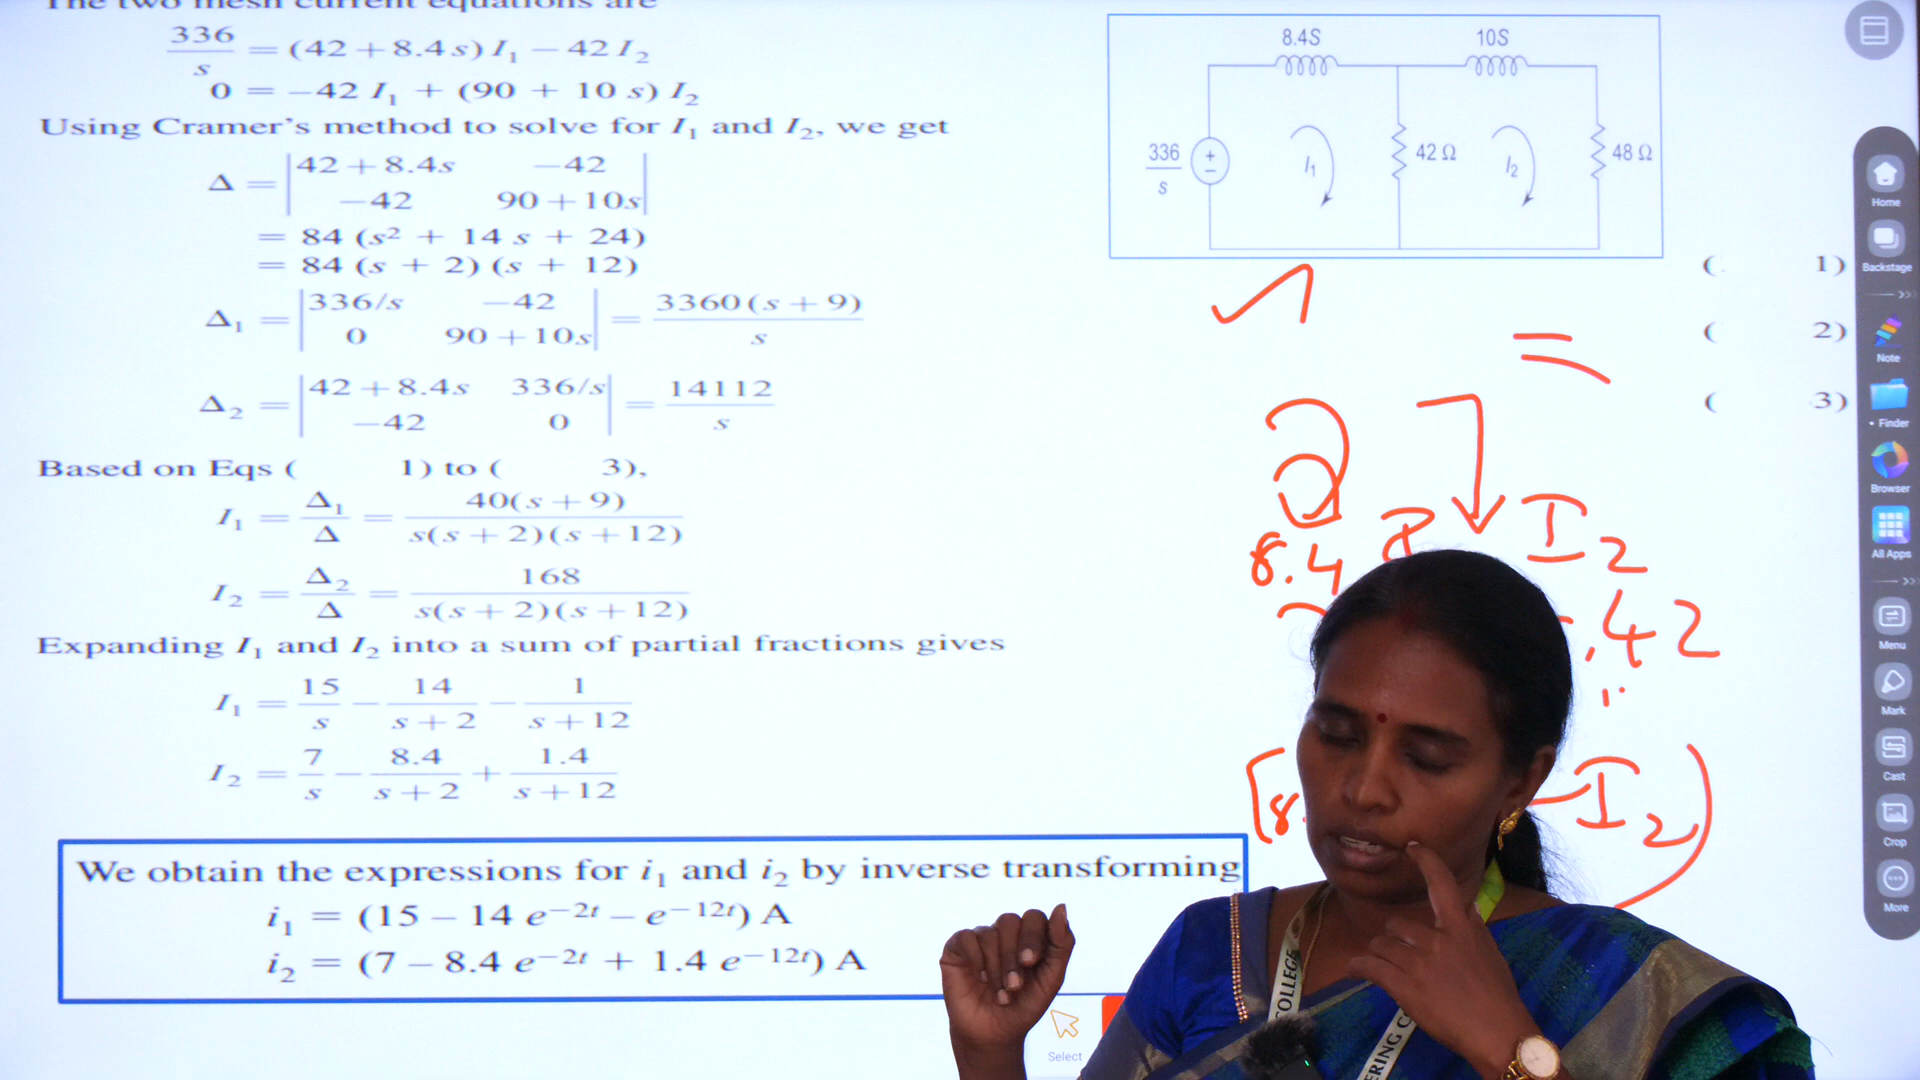 The two mesh current equations are
336/s = (42 + 8.4 s) I₁ − 42 I₂
0 = −42 I₁ + (90 + 10 s) I₂
Using Cramer's method to solve for I₁ and I₂, we get
Δ = | 42 + 8.4s −42 |
| −42 90 + 10s |
= 84 (s² + 14 s + 24)
= 84 (s + 2) (s + 12)
( 1)
Δ₁ = | 336/s −42 | = 3360(s + 9)/s
| 0 90 + 10s |
( 2)
Δ₂ = | 42 + 8.4s 336/s | = 14112/s
| −42 0 |
( 3)
Based on Eqs ( 1) to ( 3),
I₁ = Δ₁/Δ = 40(s + 9)/s(s + 2)(s + 12)
I₂ = Δ₂/Δ = 168/s(s + 2)(s + 12)
Expanding I₁ and I₂ into a sum of partial fractions gives
I₁ = 15/s − 14/(s + 2) − 1/(s + 12)
I₂ = 7/s − 8.4/(s + 2) + 1.4/(s + 12)
We obtain the expressions for i₁ and i₂ by inverse transforming
i₁ = (15 − 14 e⁻²ᵗ − e⁻¹²ᵗ) A
i₂ = (7 − 8.4 e⁻²ᵗ + 1.4 e⁻¹²ᵗ) A
8.4S 10S
336/s + − I₁ 42 Ω I₂ 48 Ω
=
2
8.4 I₂
42
[8. − I₂)
Select
COLLEGE
ERING C
Home
Backstage
Note
• Finder
Browser
All Apps
Menu
Mark
Cast
Crop
More